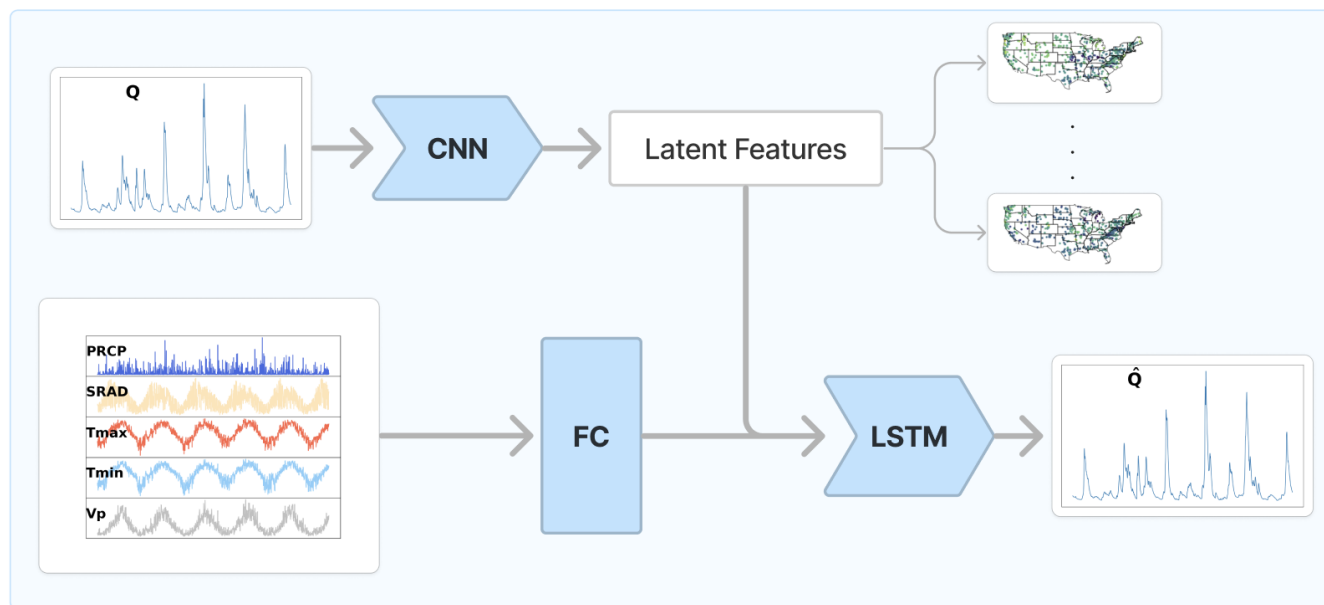 Q
CNN
Latent Features
PRCP
SRAD
Tmax
Tmin
Vp
FC
LSTM
Q̂